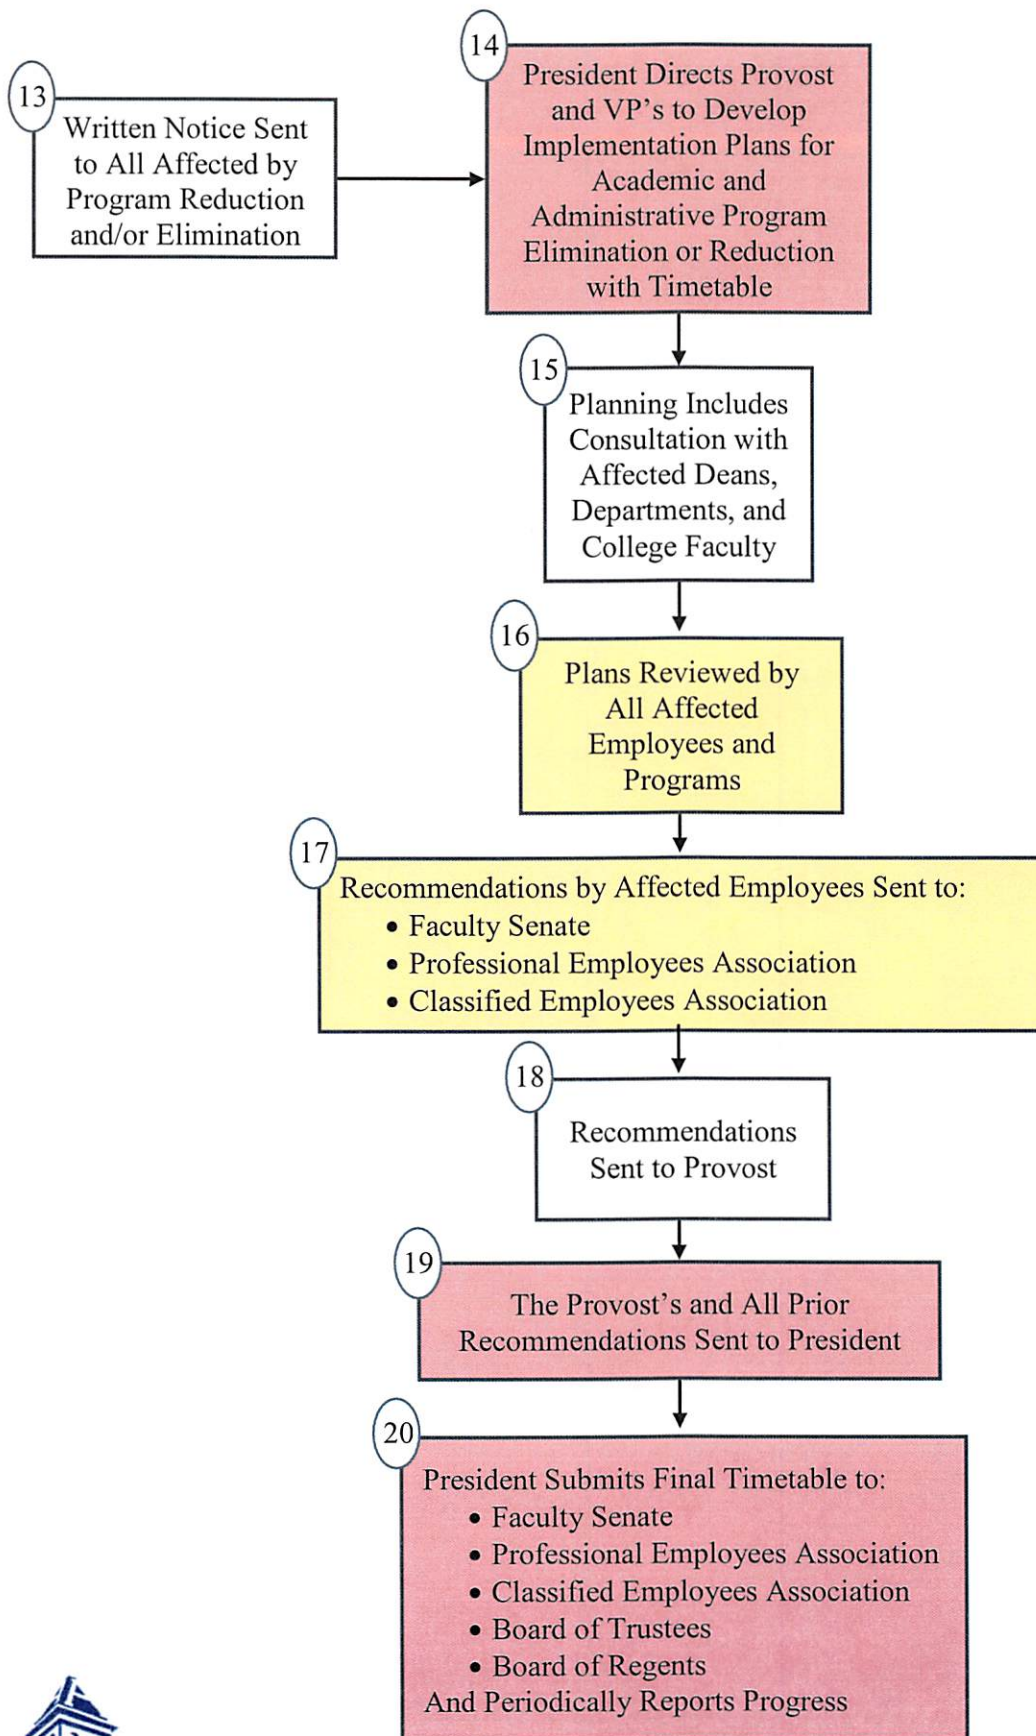 13
Written Notice Sent
to All Affected by
Program Reduction
and/or Elimination
14
President Directs Provost
and VP's to Develop
Implementation Plans for
Academic and
Administrative Program
Elimination or Reduction
with Timetable
15
Planning Includes
Consultation with
Affected Deans,
Departments, and
College Faculty
16
Plans Reviewed by
All Affected
Employees and
Programs
17
Recommendations by Affected Employees Sent to:
• Faculty Senate
• Professional Employees Association
• Classified Employees Association
18
Recommendations
Sent to Provost
19
The Provost's and All Prior
Recommendations Sent to President
20
President Submits Final Timetable to:
• Faculty Senate
• Professional Employees Association
• Classified Employees Association
• Board of Trustees
• Board of Regents
And Periodically Reports Progress